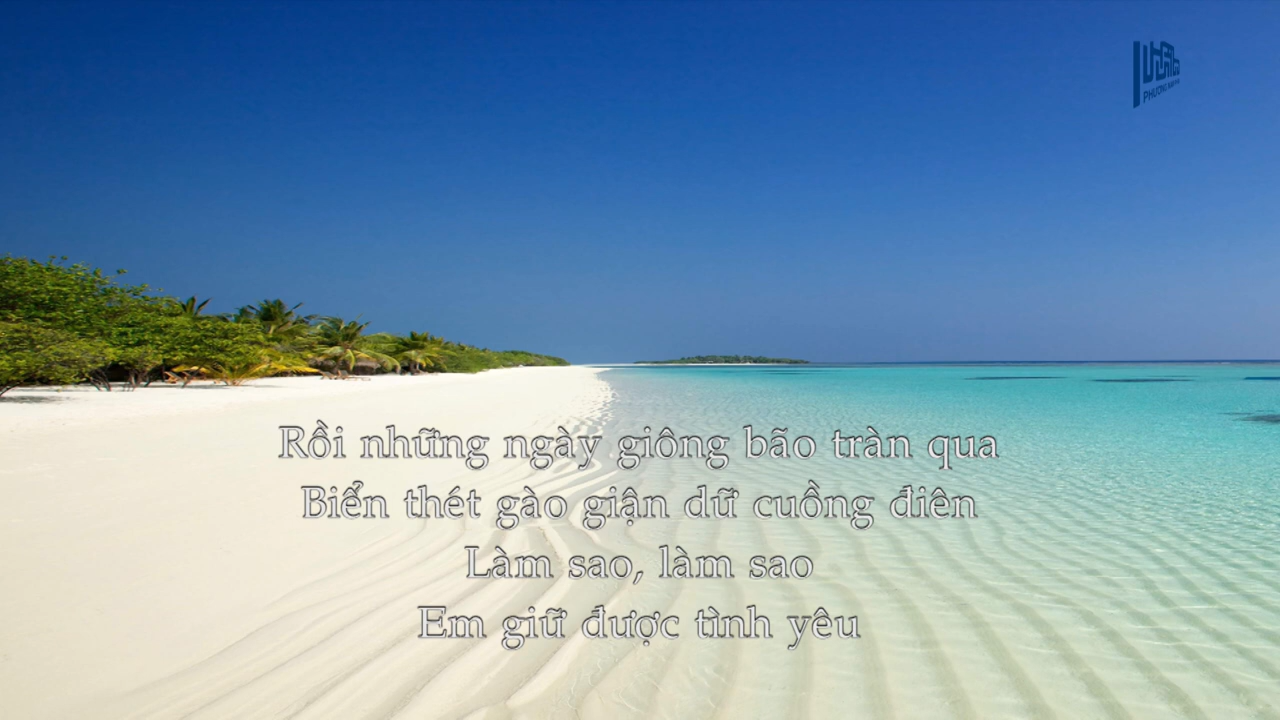 Rồi những ngày giông bão tràn qua
Biển thét gào giận dữ cuồng điên
Làm sao, làm sao
Em giữ được tình yêu